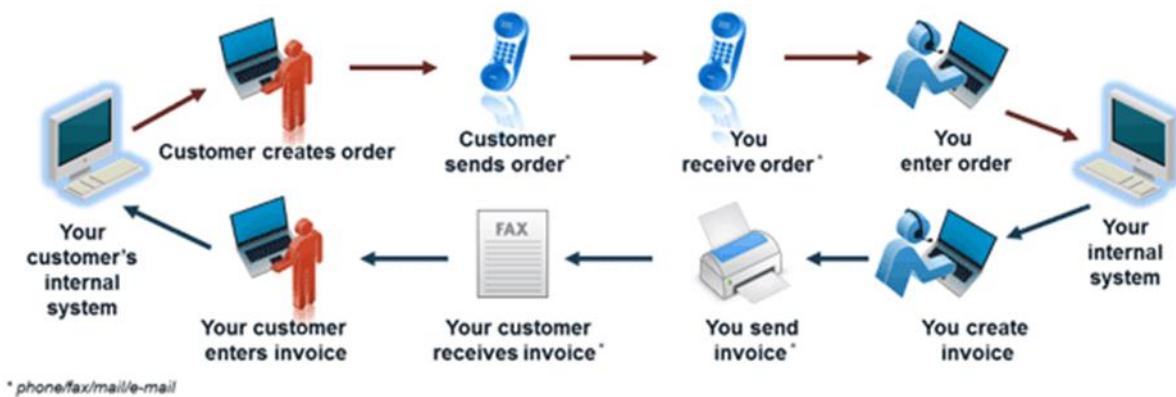 Customer creates order
Customer
sends order*
You
receive order*
You
enter order
Your
customer's
internal
system
Your
internal
system
FAX
Your customer
enters invoice
Your customer
receives invoice*
You send
invoice*
You create
invoice
* phone/fax/mail/e-mail